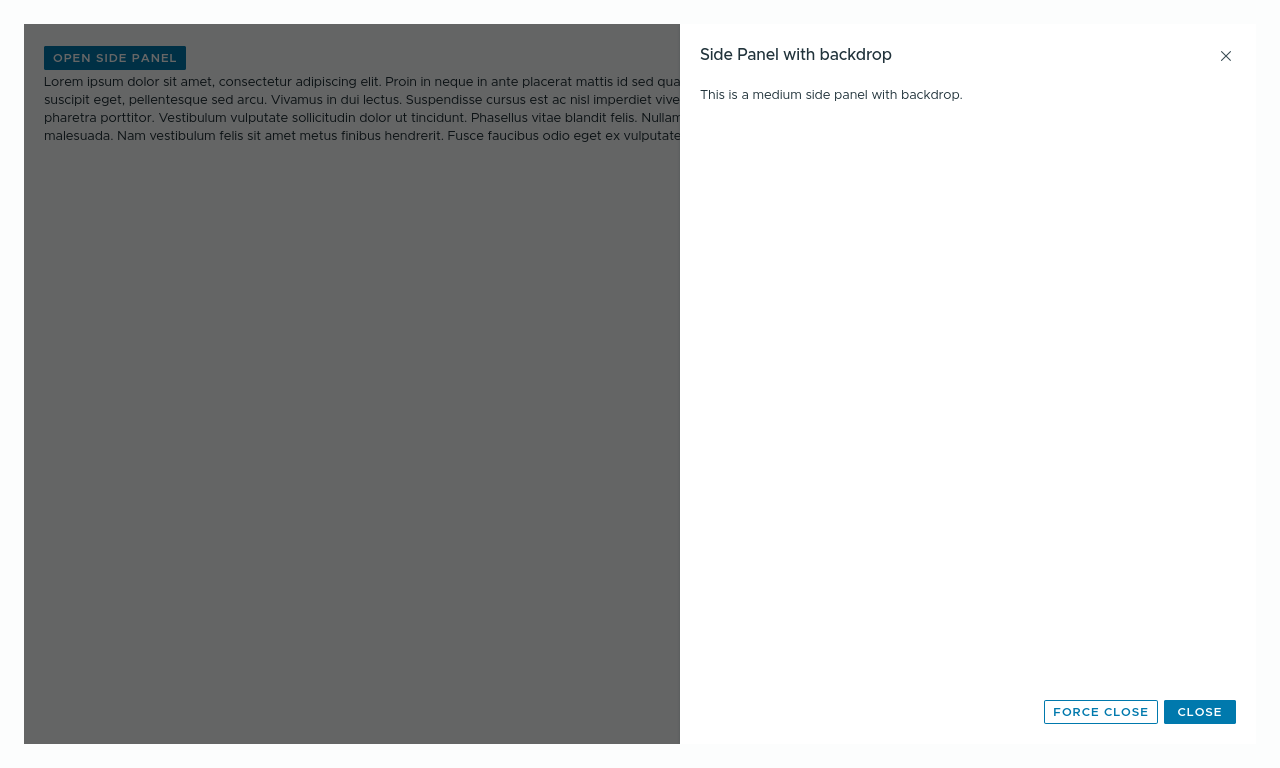 OPEN SIDE PANEL
Lorem ipsum dolor sit amet, consectetur adipiscing elit. Proin in neque in ante placerat mattis id sed qua
suscipit eget, pellentesque sed arcu. Vivamus in dui lectus. Suspendisse cursus est ac nisl imperdiet vive
pharetra porttitor. Vestibulum vulputate sollicitudin dolor ut tincidunt. Phasellus vitae blandit felis. Nullam
malesuada. Nam vestibulum felis sit amet metus finibus hendrerit. Fusce faucibus odio eget ex vulputate
Side Panel with backdrop
This is a medium side panel with backdrop.
FORCE CLOSE
CLOSE